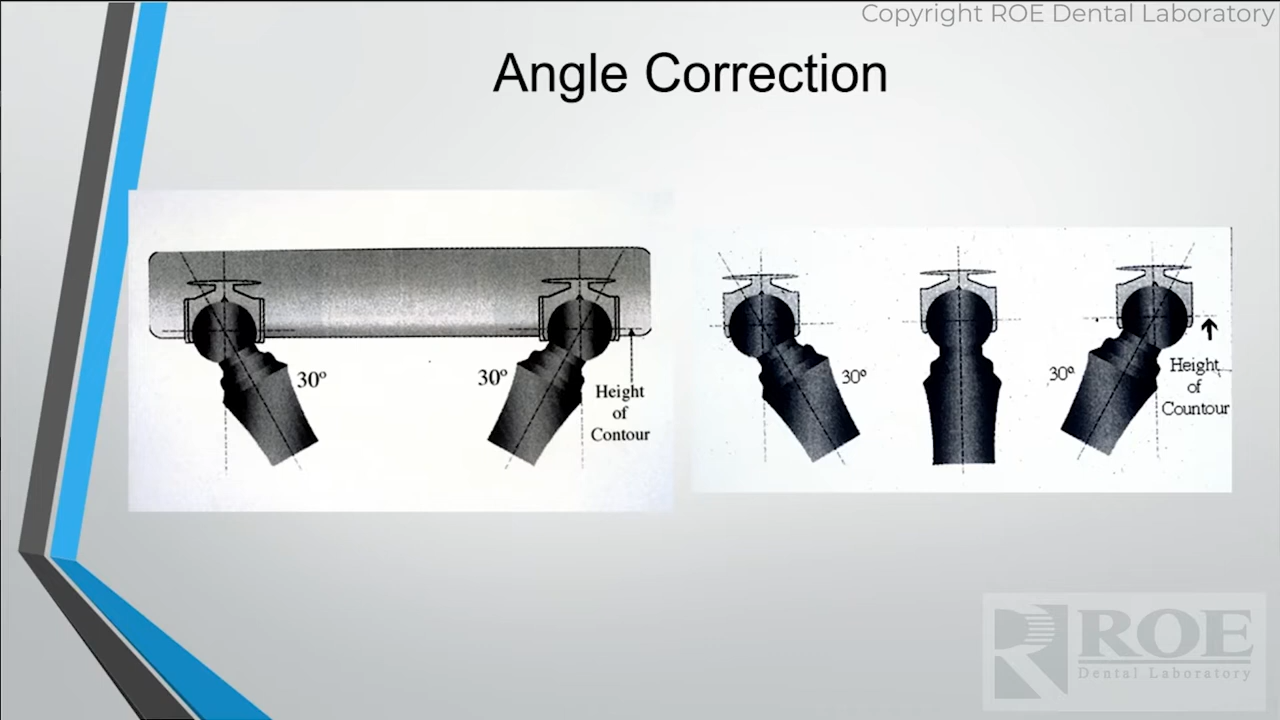 Copyright ROE Dental Laboratory
Angle Correction
30º
30º
Height
of
Contour
30º
30º
Height
of
Countour
ROE
Dental Laboratory